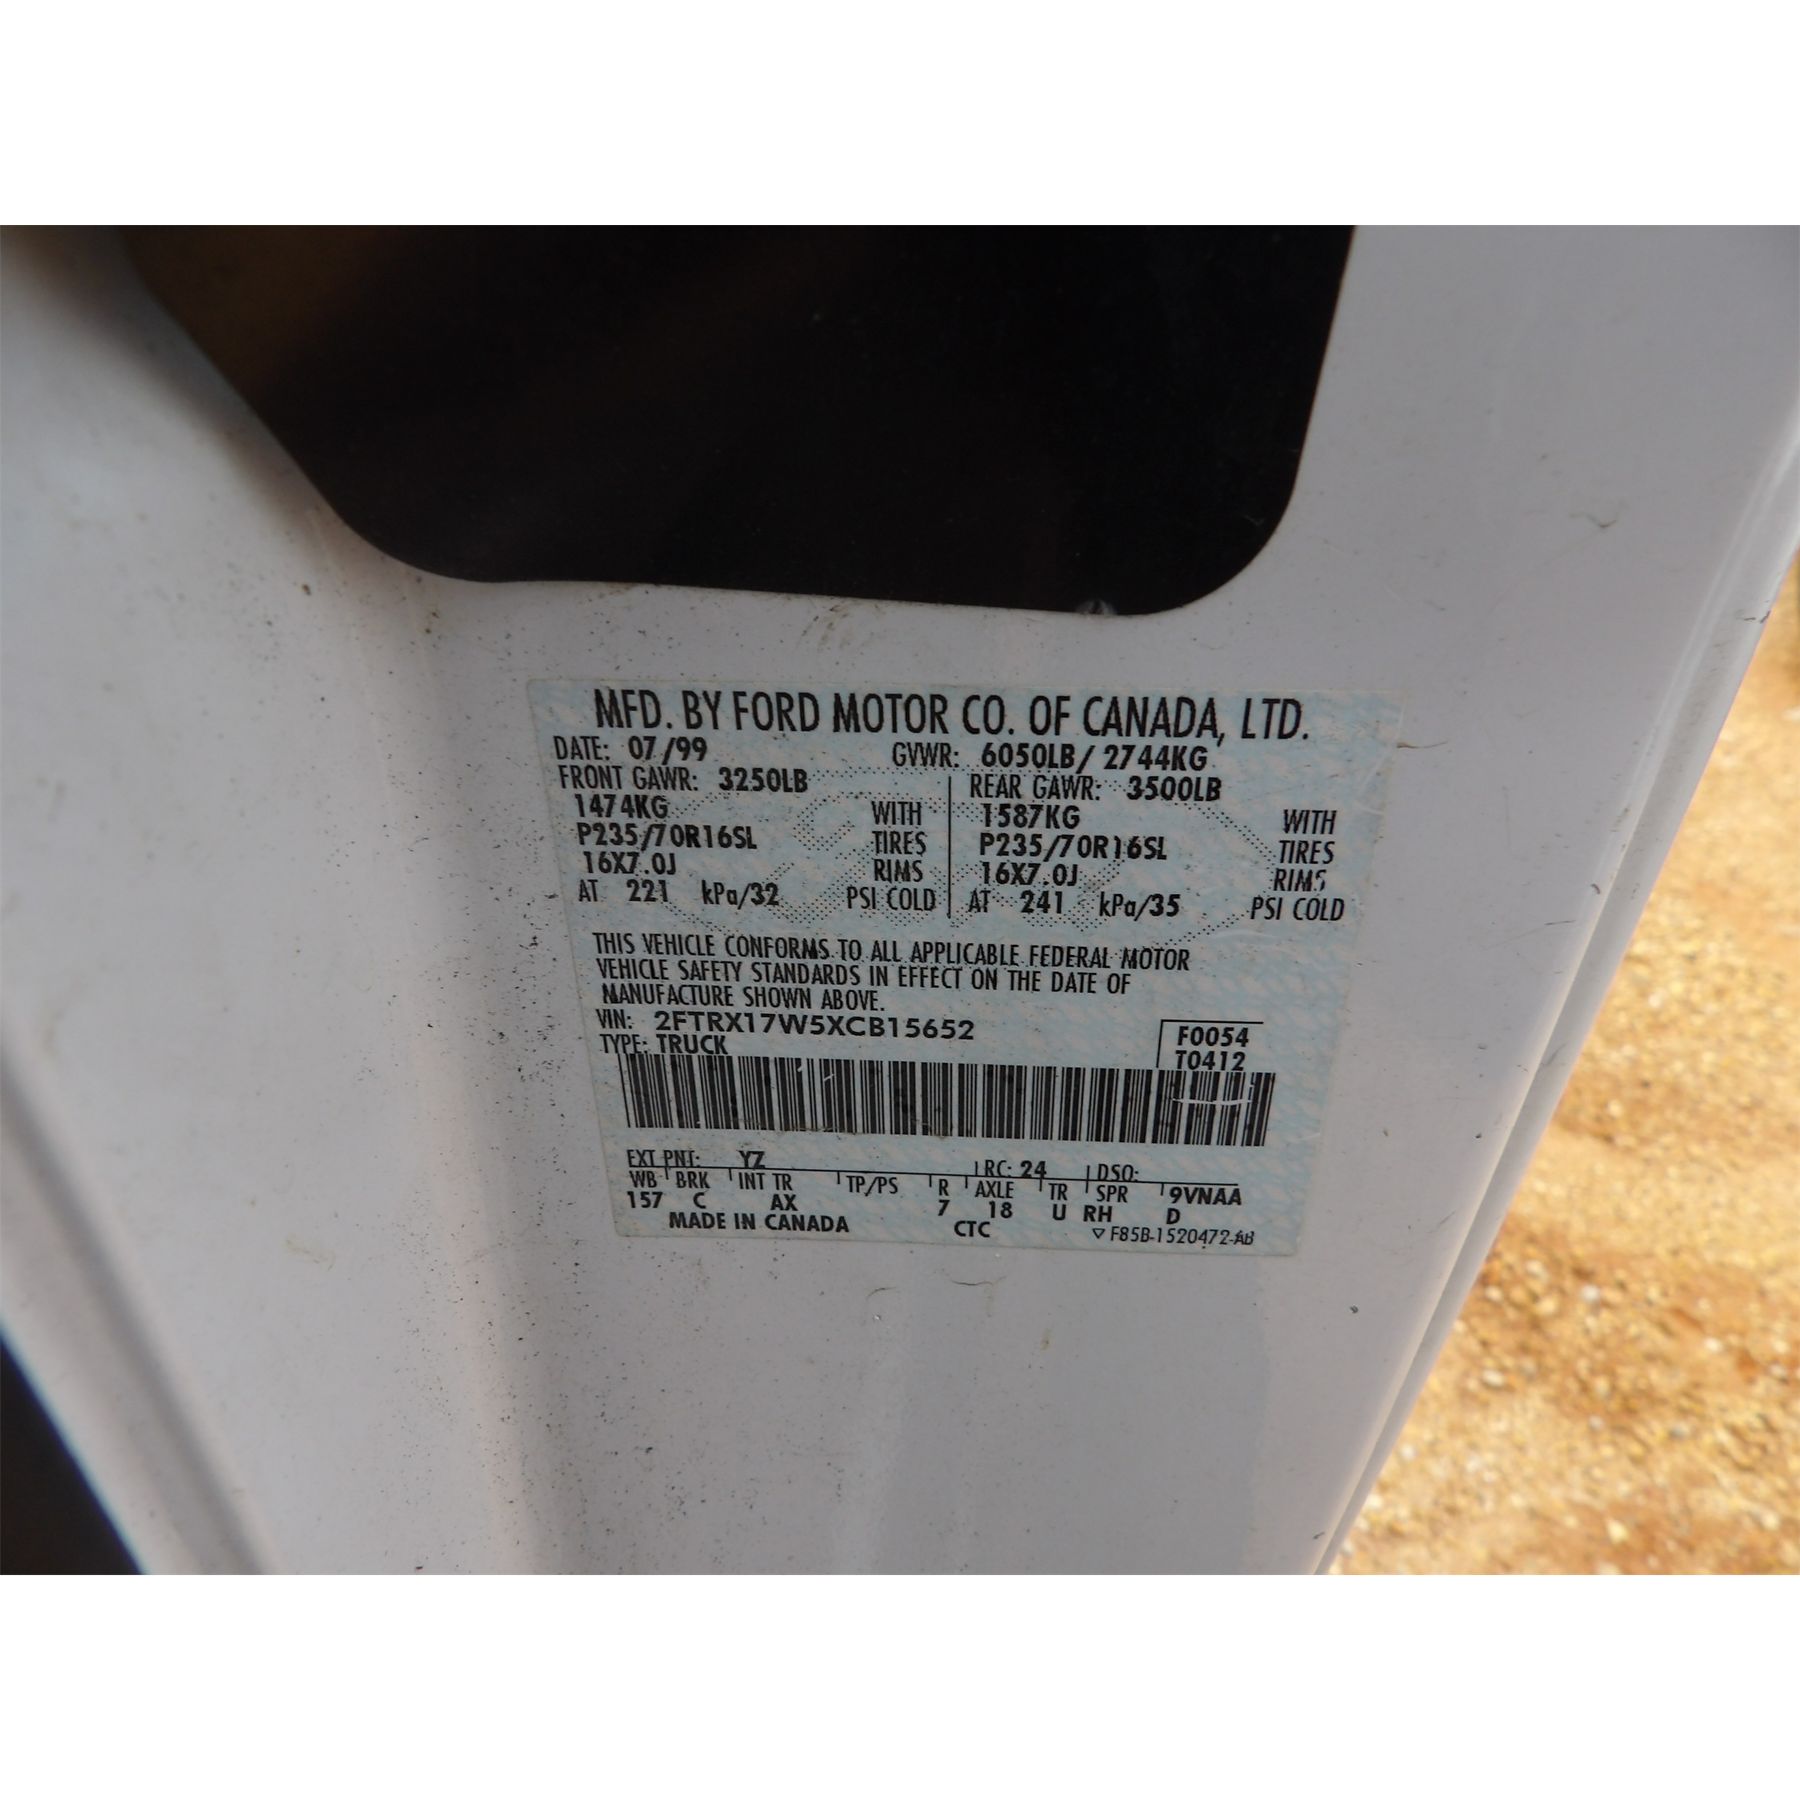 MFD. BY FORD MOTOR CO. OF CANADA, LTD.
DATE: 07/99 GVWR: 6050LB/ 2744KG
FRONT GAWR: 3250LB REAR GAWR: 3500LB
1474KG WITH 1587KG WITH
P235/70R16SL TIRES P235/70R16SL TIRES
16X7.0J RIMS 16X7.0J RIMS
AT 221 kPa/32 PSI COLD AT 241 kPa/35 PSI COLD
THIS VEHICLE CONFORMS TO ALL APPLICABLE FEDERAL MOTOR
VEHICLE SAFETY STANDARDS IN EFFECT ON THE DATE OF
MANUFACTURE SHOWN ABOVE.
VIN: 2FTRX17W5XCB15652 F0054
TYPE: TRUCK T0412
EXT PNT: YZ RC: 24 DSO:
WB BRK INT TR TP/PS R AXLE TR SPR 9VNAA
157 C AX 7 18 U RH D
MADE IN CANADA CTC ▽ F85B-1520472-AB